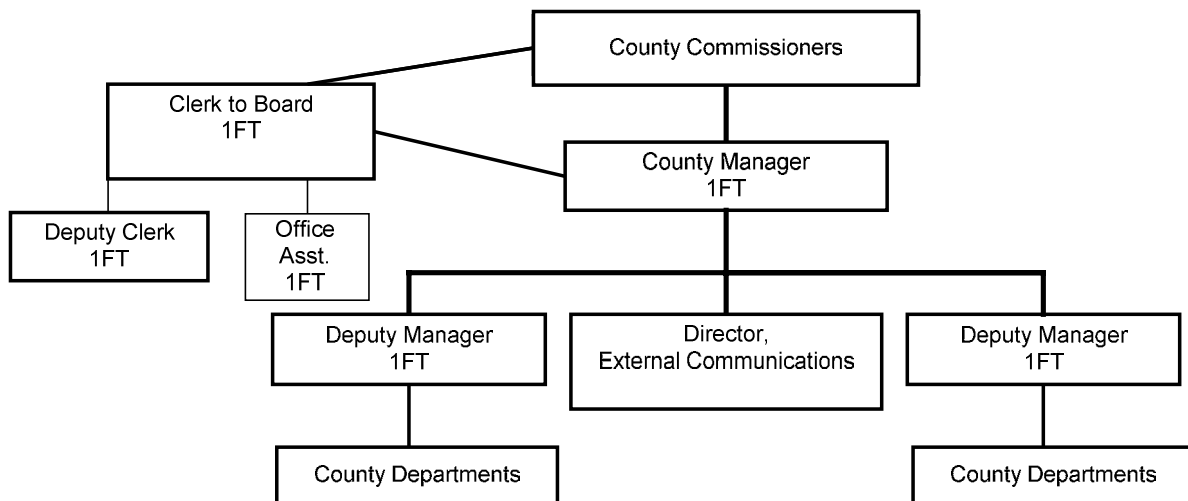 County Commissioners
Clerk to Board
1FT
County Manager
1FT
Deputy Clerk
1FT
Office
Asst.
1FT
Deputy Manager
1FT
Director,
External Communications
Deputy Manager
1FT
County Departments
County Departments